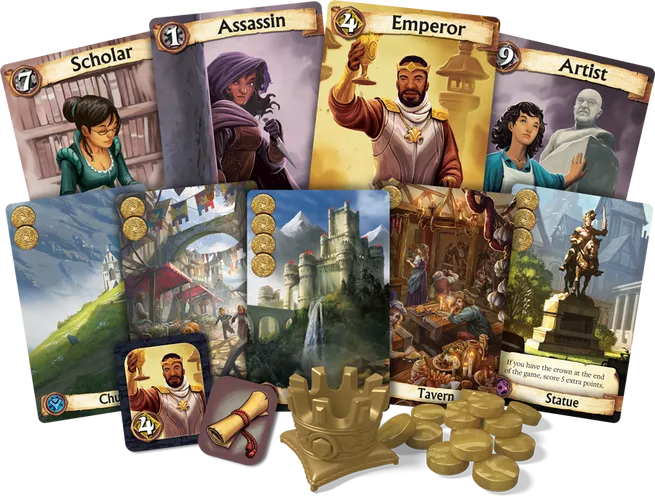 7 Scholar
1 Assassin
4 Emperor
9 Artist
Chu
Tavern
If you have the crown at the end
of the game, score 5 extra points.
Statue
4